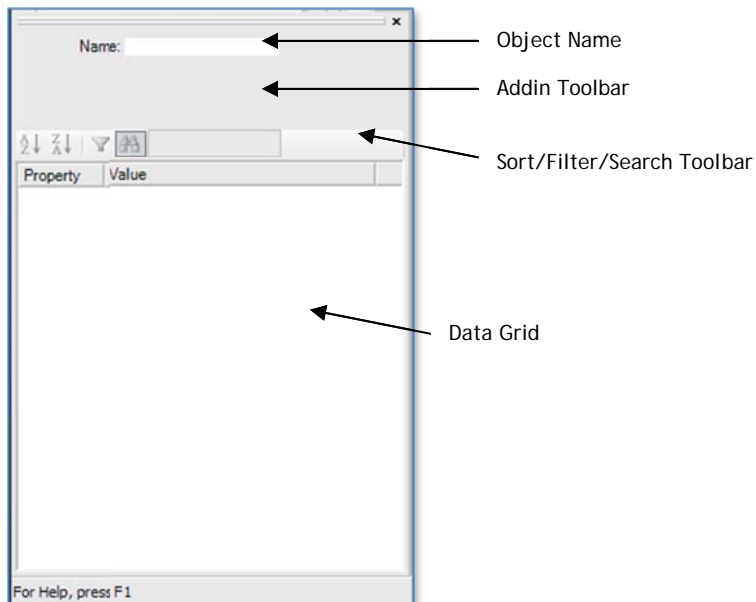 Name:
Object Name
Addin Toolbar
Sort/Filter/Search Toolbar
Property Value
Data Grid
For Help, press F1